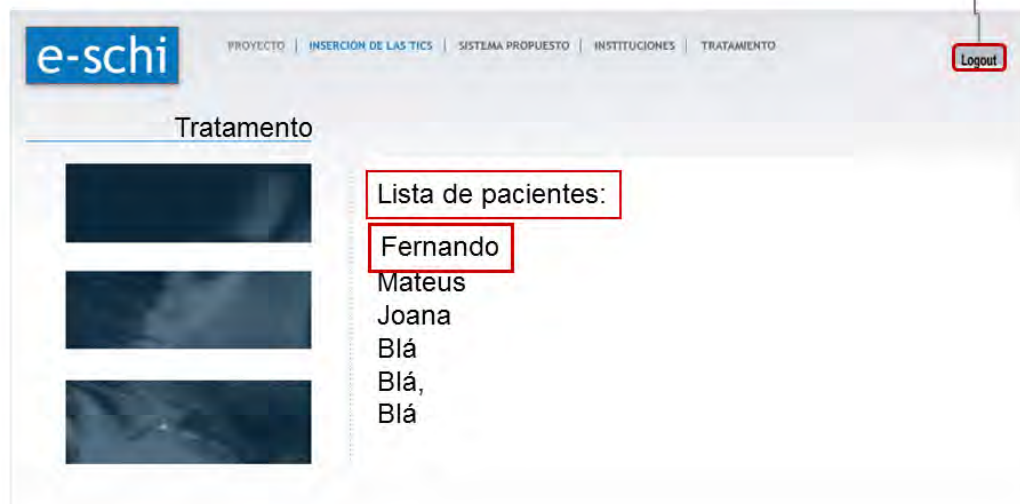 e-schi
PROYECTO | INSERCIÓN DE LAS TICS | SISTEMA PROPUESTO | INSTITUCIONES | TRATAMIENTO
Logout
Tratamento
Lista de pacientes:
Fernando
Mateus
Joana
Blá
Blá,
Blá